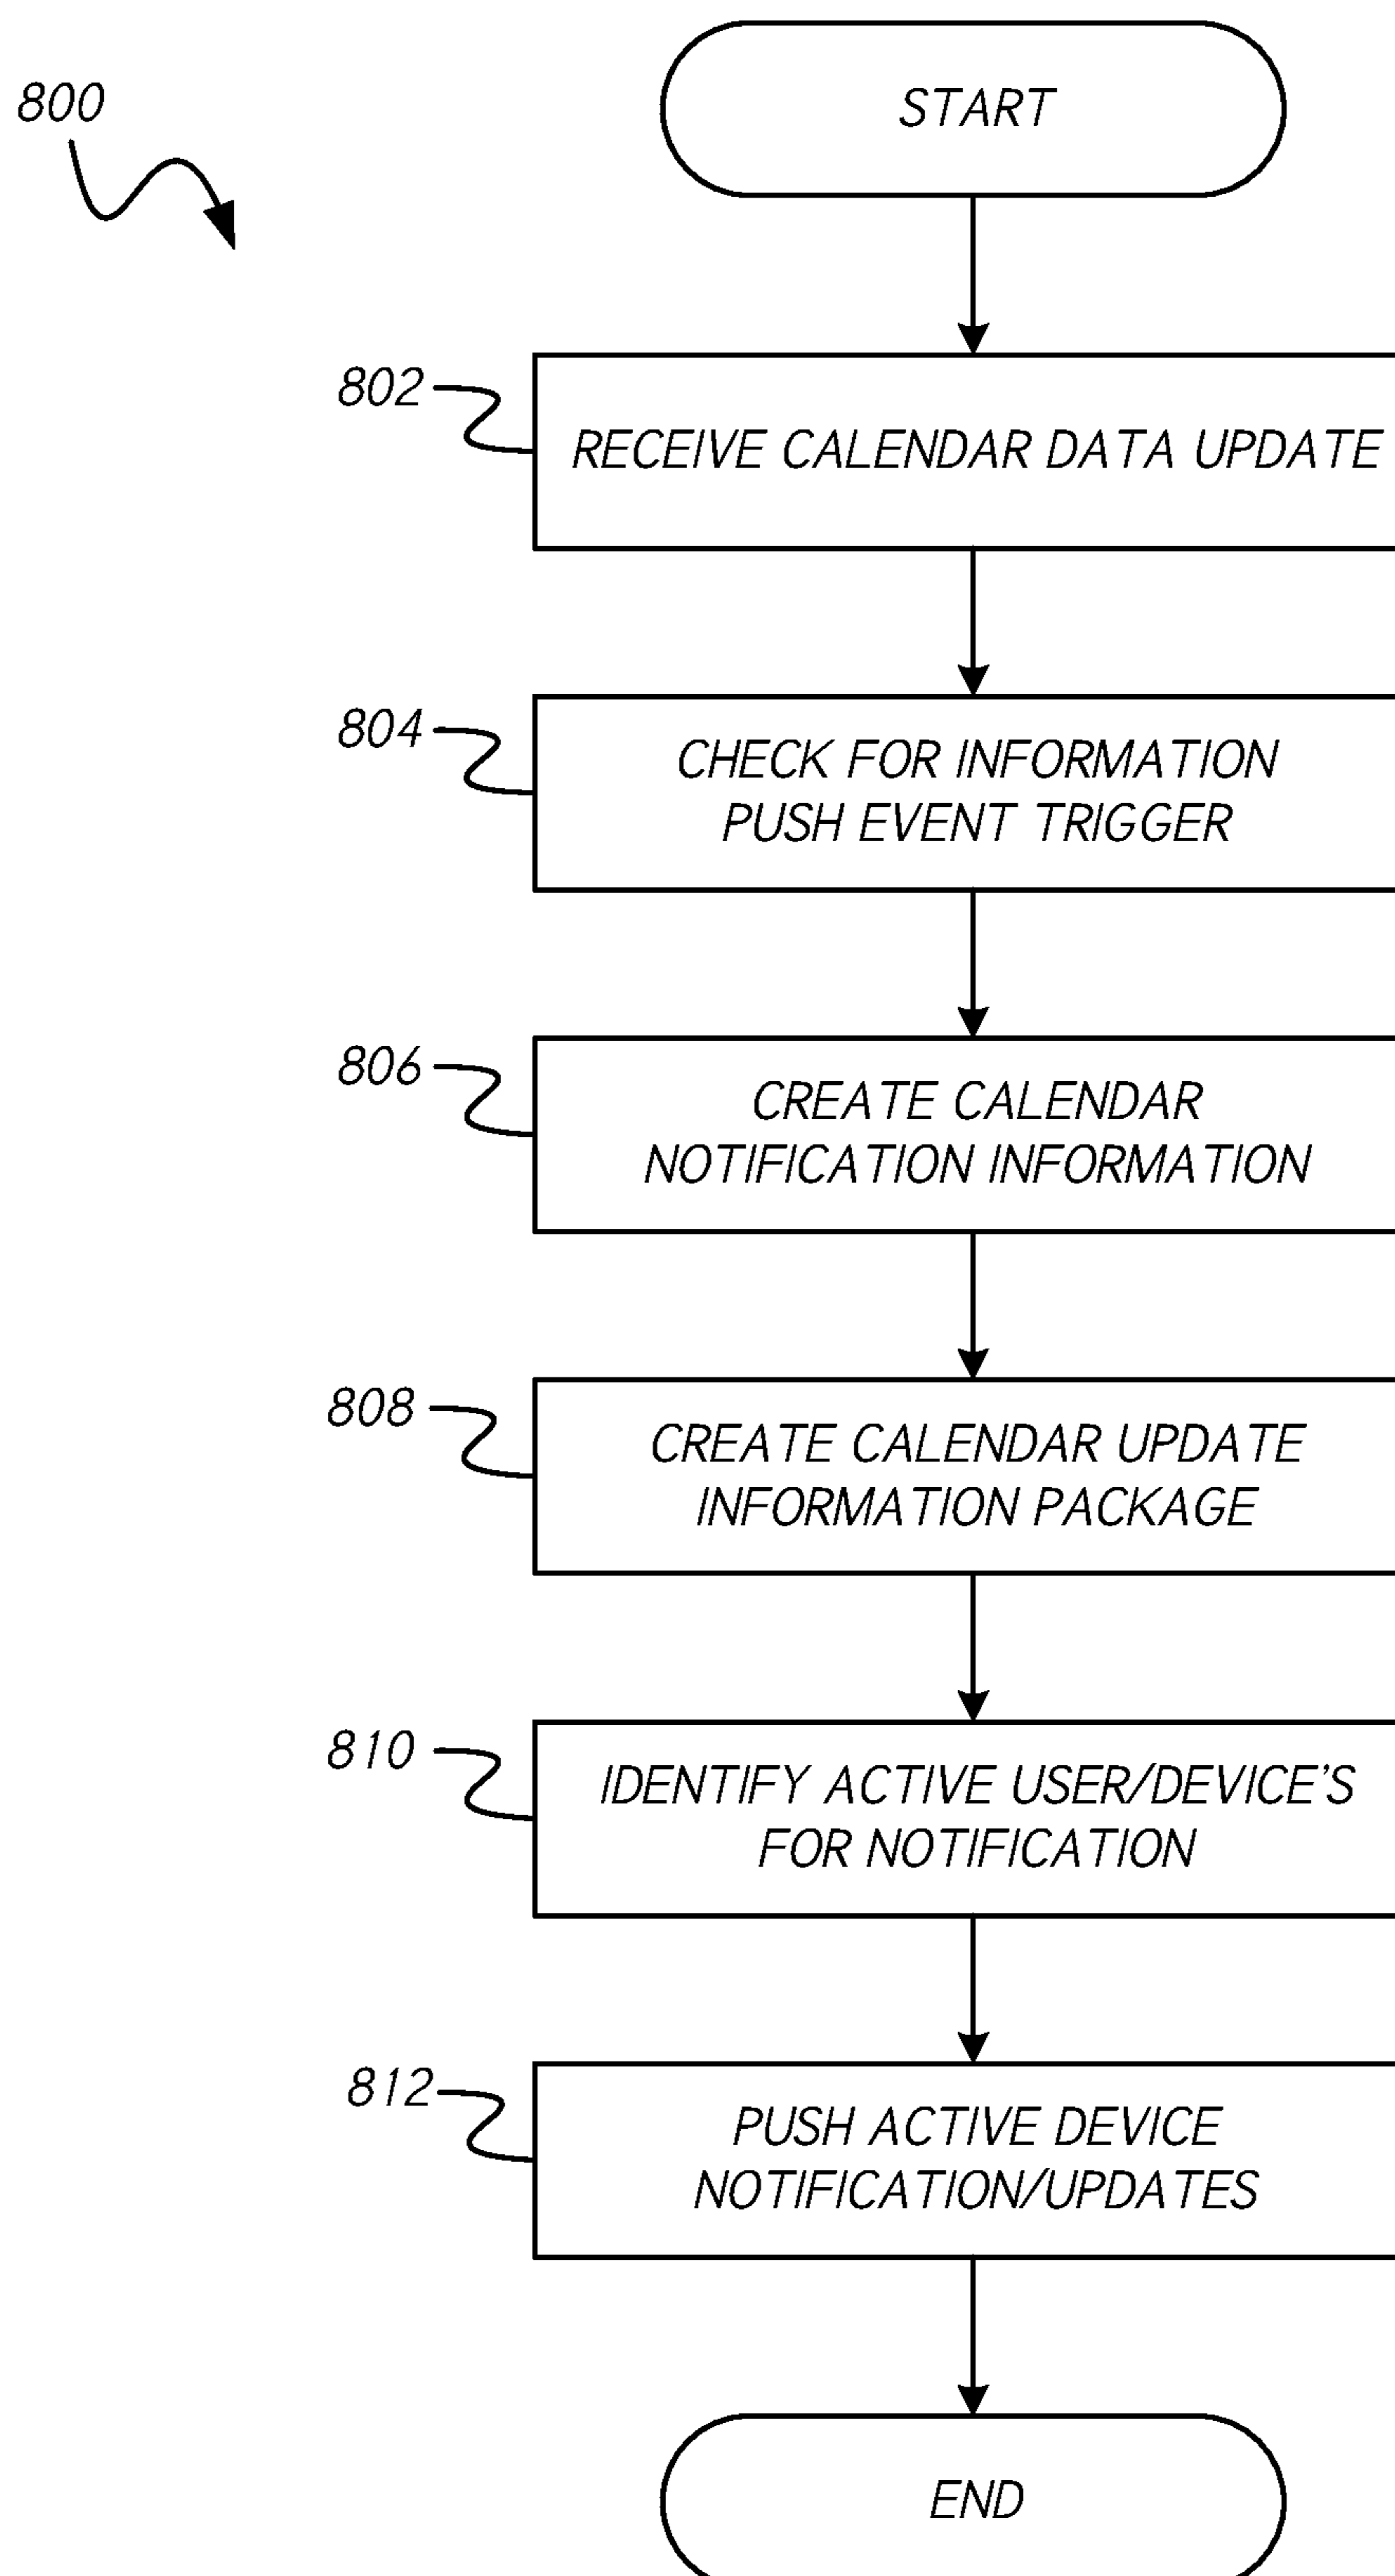 800
START
802
RECEIVE CALENDAR DATA UPDATE
804
CHECK FOR INFORMATION
PUSH EVENT TRIGGER
806
CREATE CALENDAR
NOTIFICATION INFORMATION
808
CREATE CALENDAR UPDATE
INFORMATION PACKAGE
810
IDENTIFY ACTIVE USER/DEVICE'S
FOR NOTIFICATION
812
PUSH ACTIVE DEVICE
NOTIFICATION/UPDATES
END